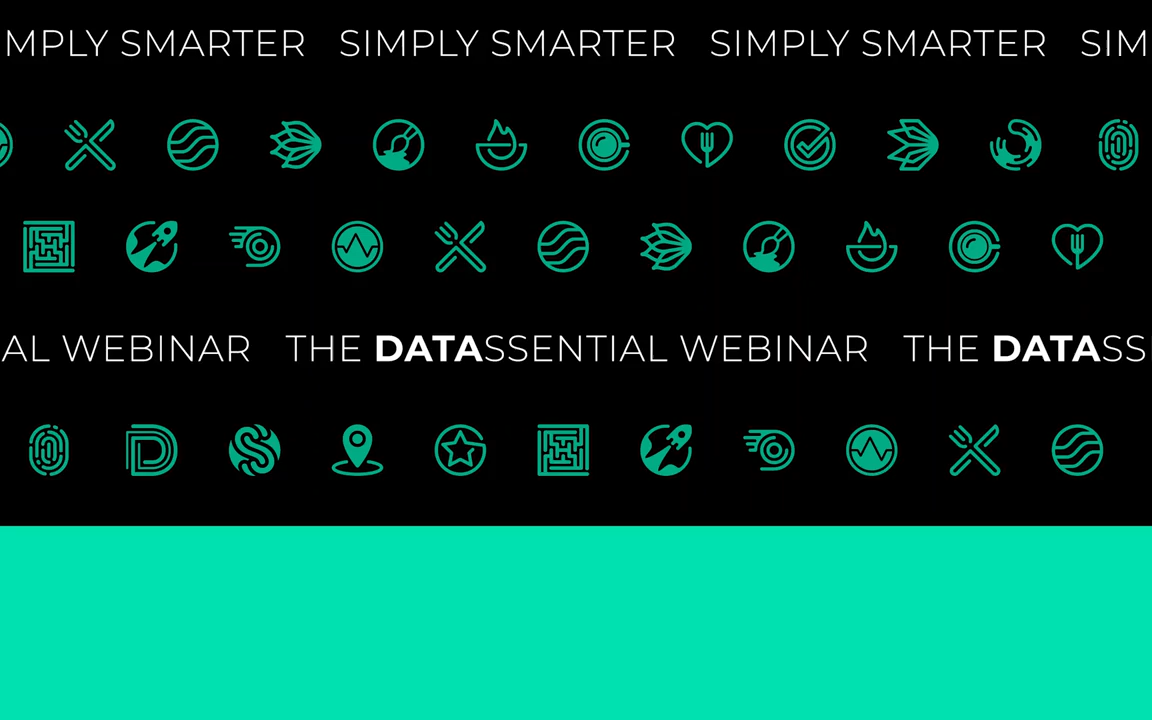 MPLY SMARTER SIMPLY SMARTER SIMPLY SMARTER SIM
AL WEBINAR THE DATASSENTIAL WEBINAR THE DATASS